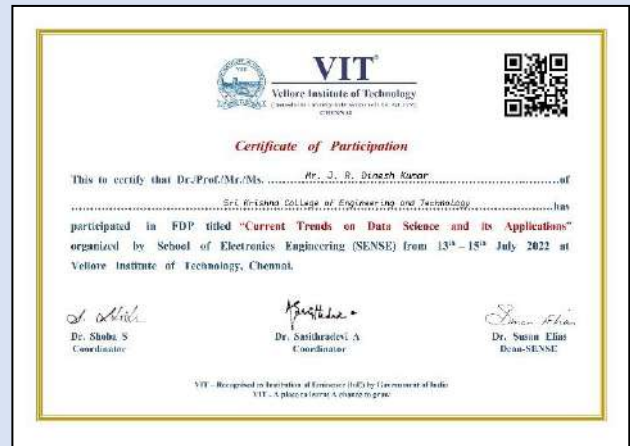 VIT®
Vellore Institute of Technology
CHENNAI
Certificate of Participation
This to certify that Dr./Prof./Mr./Ms. Mr. J. R. Dinesh Kumar of
Sri Krishna College of Engineering and Technology has
participated in FDP titled “Current Trends on Data Science and its Applications”
organized by School of Electronics Engineering (SENSE) from 13th – 15th July 2022 at
Vellore Institute of Technology, Chennai.
Dr. Shoba S
Coordinator
Dr. Sasithradevi A
Coordinator
Dr. Susan Elias
Dean-SENSE
VIT – Recognised as Institution of Eminence (IoE) by Government of India
VIT – A place to learn; A chance to grow